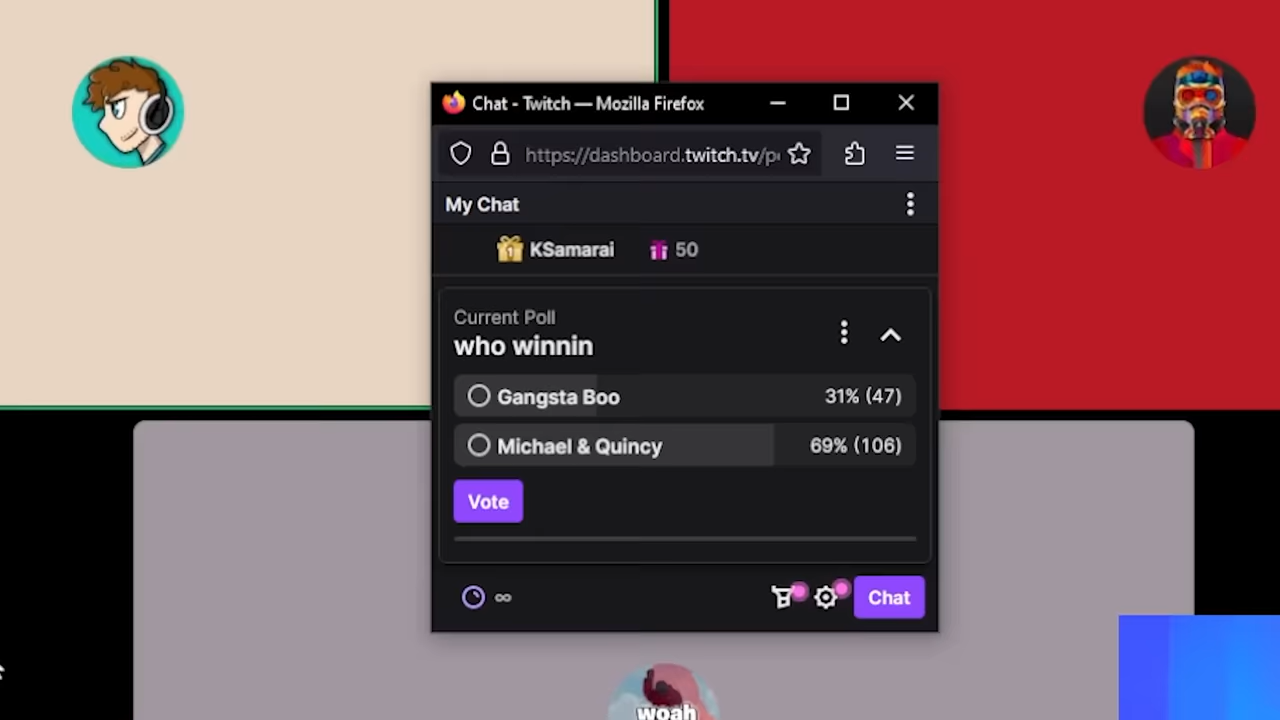 Chat - Twitch — Mozilla Firefox
https://dashboard.twitch.tv/p
My Chat
1 KSamarai 50
Current Poll
who winnin
Gangsta Boo 31% (47)
Michael & Quincy 69% (106)
Vote
∞ Chat
woah